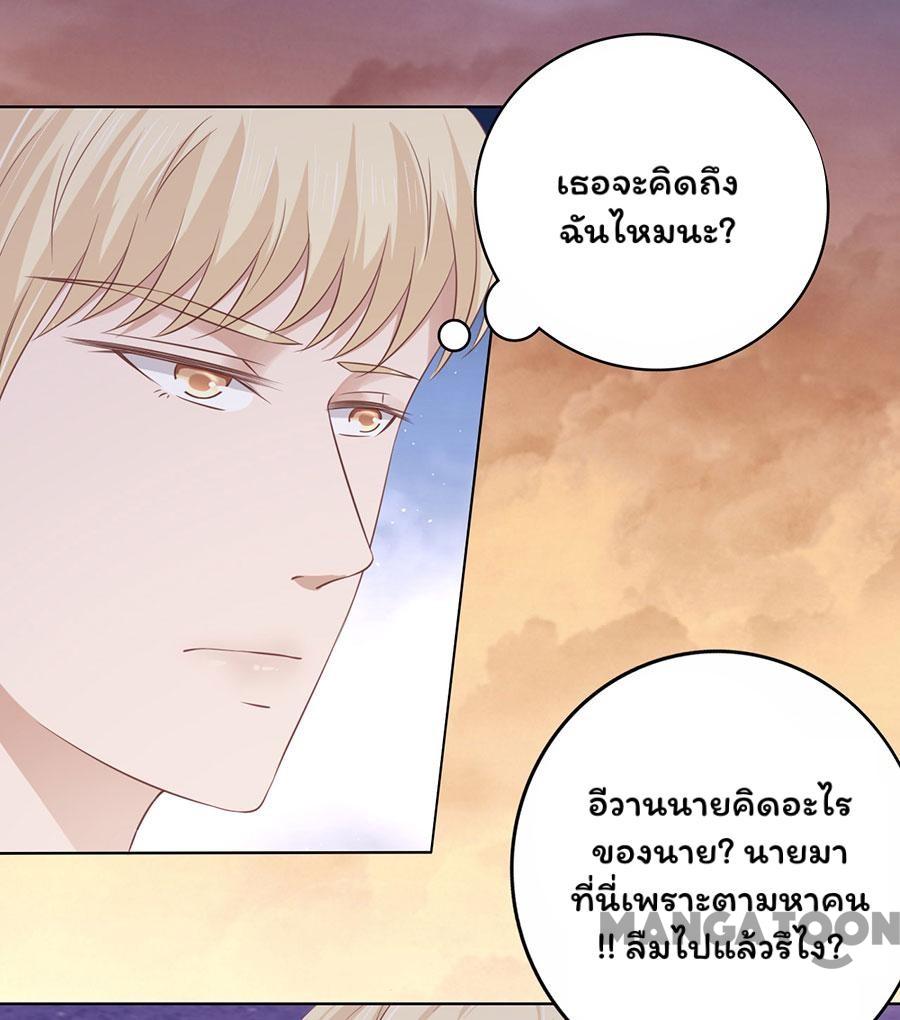 เธอจะคิดถึง
ฉันไหมนะ?
อีวานนายคิดอะไร
ของนาย? นายมา
ที่นี่เพราะตามหาคน
!! ลืมไปแล้วรึไง?
MANGATOON